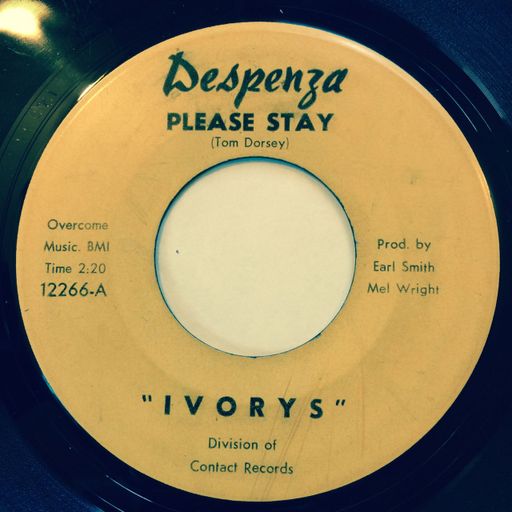 Despenza
PLEASE STAY
(Tom Dorsey)
Overcome
Music. BMI
Time 2:20
12266-A
Prod. by
Earl Smith
Mel Wright
"IVORYS"
Division of
Contact Records